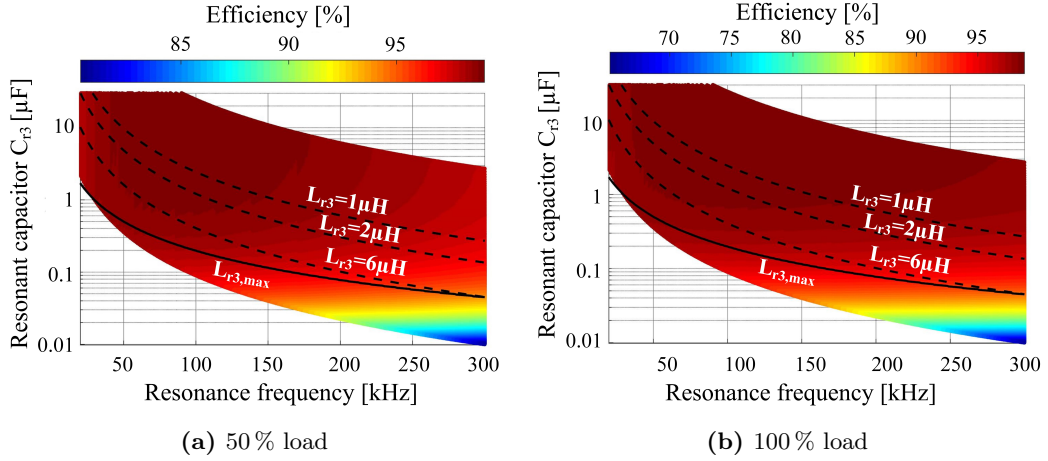 Efficiency [%]
85 90 95
Resonant capacitor Cr3 [µF]
10
1
0.1
0.01
Lr3=1µH
Lr3=2µH
Lr3=6µH
Lr3,max
50 100 150 200 250 300
Resonance frequency [kHz]
(a) 50 % load
Efficiency [%]
70 75 80 85 90 95
Resonant capacitor Cr3 [µF]
10
1
0.1
0.01
Lr3=1µH
Lr3=2µH
Lr3=6µH
Lr3,max
50 100 150 200 250 300
Resonance frequency [kHz]
(b) 100 % load